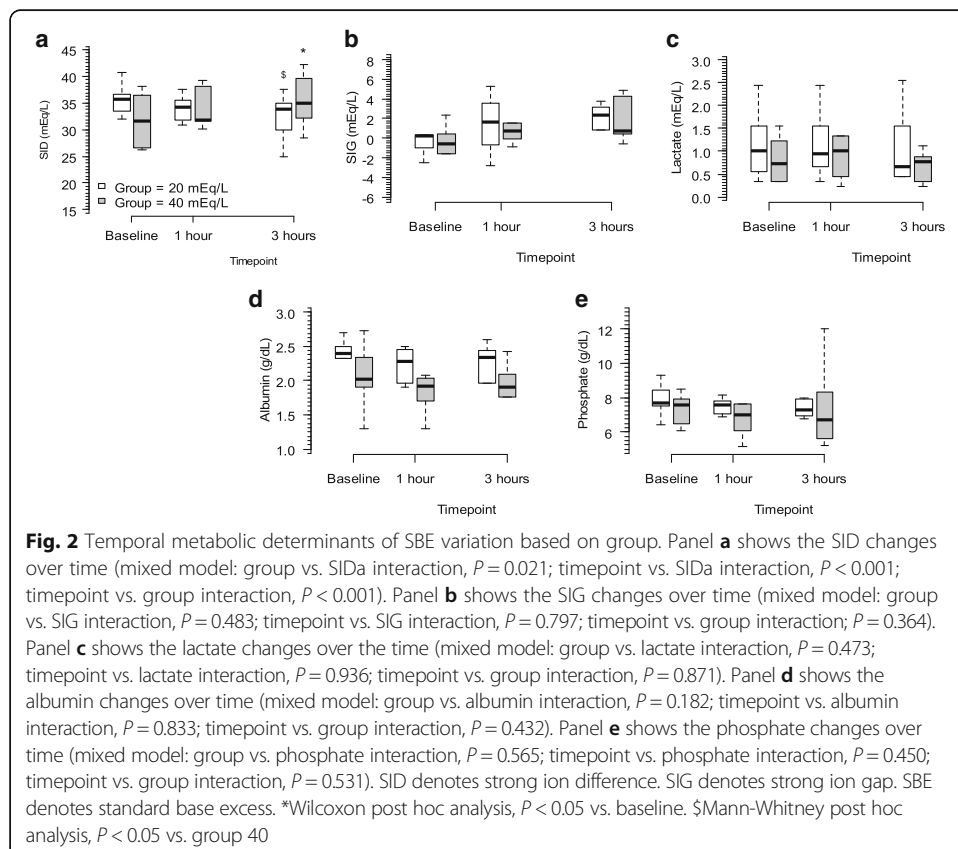 a
45
40
35
30
25
20
15
SID (mEq/L)
$
*
Group = 20 mEq/L
Group = 40 mEq/L
Baseline 1 hour 3 hours
Timepoint
b
8
6
4
2
0
-2
-4
-6
SIG (mEq/L)
Baseline 1 hour 3 hours
Timepoint
c
3.0
2.5
2.0
1.5
1.0
0.5
0.0
Lactate (mEq/L)
Baseline 1 hour 3 hours
Timepoint
d
3.0
2.5
2.0
1.5
1.0
Albumin (g/dL)
Baseline 1 hour 3 hours
Timepoint
e
12
10
8
6
Phosphate (g/dL)
Baseline 1 hour 3 hours
Timepoint
Fig. 2 Temporal metabolic determinants of SBE variation based on group. Panel a shows the SID changes
over time (mixed model: group vs. SIDa interaction, P = 0.021; timepoint vs. SIDa interaction, P < 0.001;
timepoint vs. group interaction, P < 0.001). Panel b shows the SIG changes over time (mixed model: group
vs. SIG interaction, P = 0.483; timepoint vs. SIG interaction, P = 0.797; timepoint vs. group interaction; P = 0.364).
Panel c shows the lactate changes over the time (mixed model: group vs. lactate interaction, P = 0.473;
timepoint vs. lactate interaction, P = 0.936; timepoint vs. group interaction, P = 0.871). Panel d shows the
albumin changes over time (mixed model: group vs. albumin interaction, P = 0.182; timepoint vs. albumin
interaction, P = 0.833; timepoint vs. group interaction, P = 0.432). Panel e shows the phosphate changes over
time (mixed model: group vs. phosphate interaction, P = 0.565; timepoint vs. phosphate interaction, P = 0.450;
timepoint vs. group interaction, P = 0.531). SID denotes strong ion difference. SIG denotes strong ion gap. SBE
denotes standard base excess. *Wilcoxon post hoc analysis, P < 0.05 vs. baseline. $Mann-Whitney post hoc
analysis, P < 0.05 vs. group 40